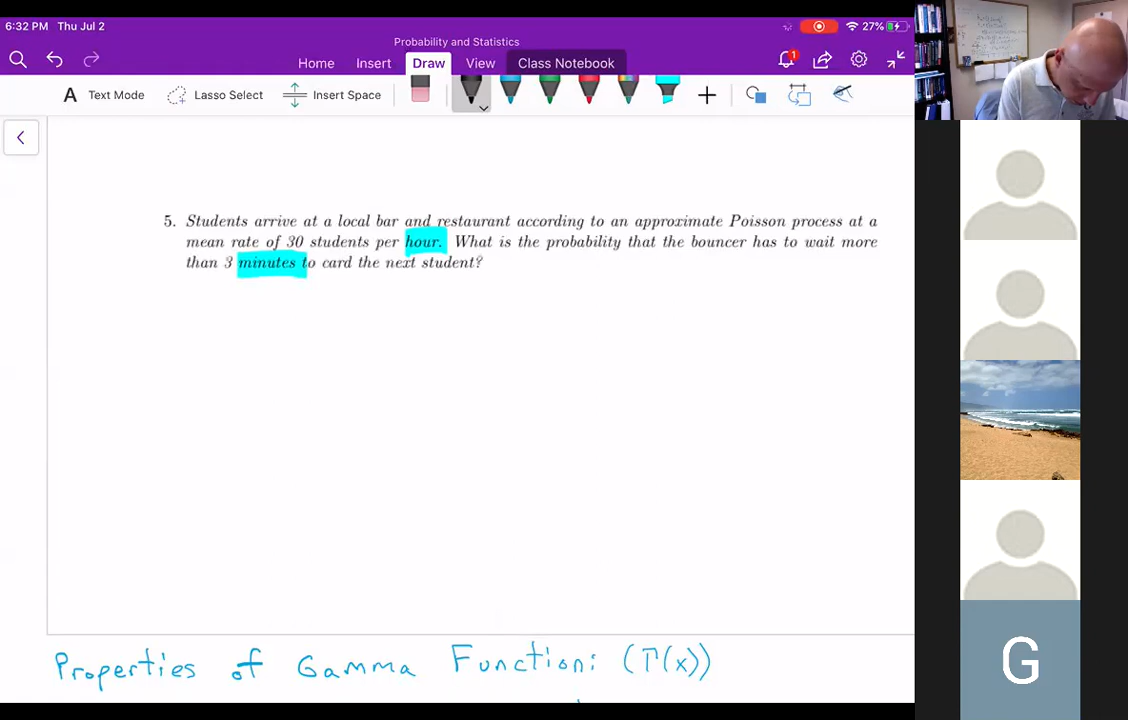 6:32 PM Thu Jul 2
27%
Probability and Statistics
Home Insert Draw View Class Notebook
1
A Text Mode Lasso Select Insert Space
5. Students arrive at a local bar and restaurant according to an approximate Poisson process at a
mean rate of 30 students per hour. What is the probability that the bouncer has to wait more
than 3 minutes to card the next student?
Properties of Gamma Function: (Γ(x))
G